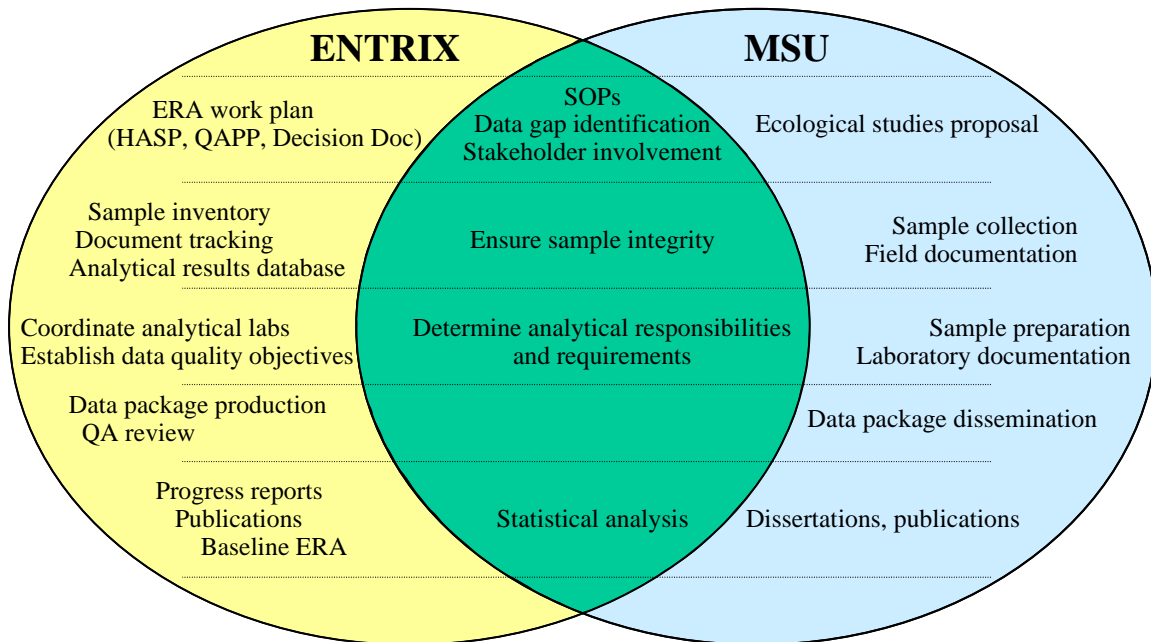 ENTRIX
MSU
ERA work plan
(HASP, QAPP, Decision Doc)
SOPs
Data gap identification
Stakeholder involvement
Ecological studies proposal
Sample inventory
Document tracking
Analytical results database
Ensure sample integrity
Sample collection
Field documentation
Coordinate analytical labs
Establish data quality objectives
Determine analytical responsibilities
and requirements
Sample preparation
Laboratory documentation
Data package production
QA review
Data package dissemination
Progress reports
Publications
Baseline ERA
Statistical analysis
Dissertations, publications